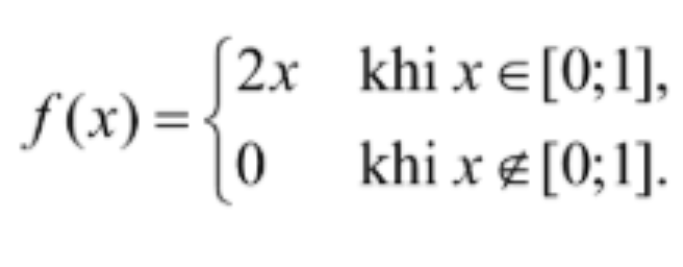 f(x) = { 2x khi x ∈ [0;1],
0 khi x ∉ [0;1].